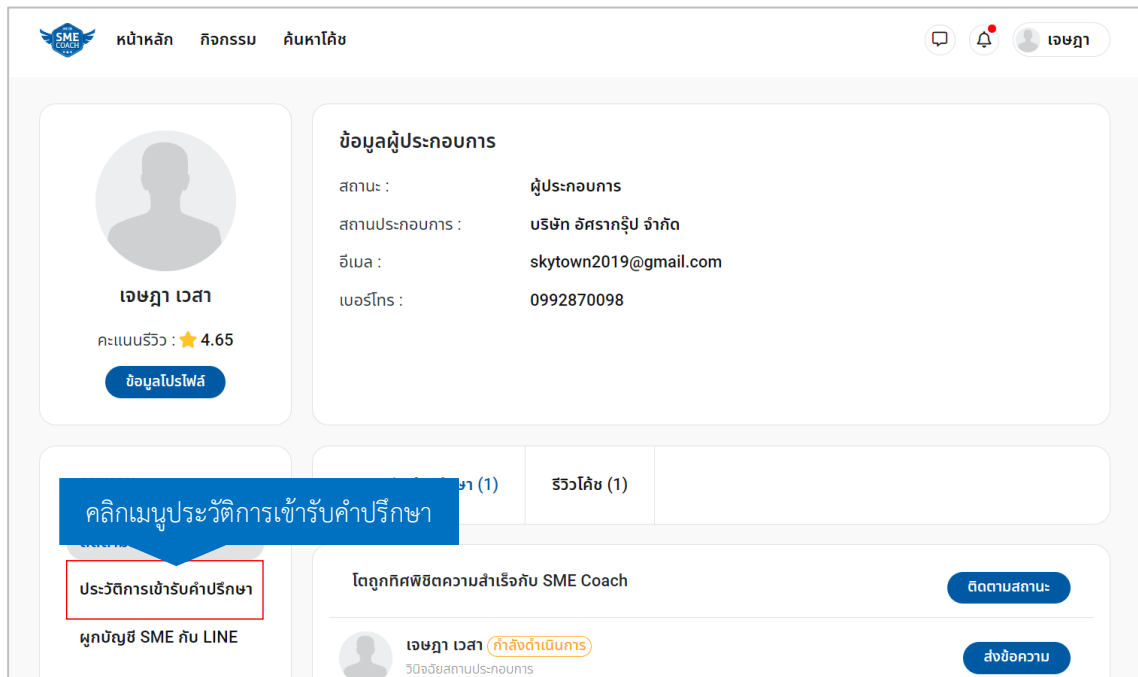 SME
COACH
หน้าหลัก กิจกรรม ค้นหาโค้ช
เจษฎา
ข้อมูลผู้ประกอบการ
สถานะ : ผู้ประกอบการ
สถานประกอบการ : บริษัท อัศรากรุ๊ป จำกัด
อีเมล : skytown2019@gmail.com
เบอร์โทร : 0992870098
เจษฎา เวสา
คะแนนรีวิว : 4.65
ข้อมูลโปรไฟล์
(1) รีวิวโค้ช (1)
คลิกเมนูประวัติการเข้ารับคำปรึกษา
ประวัติการเข้ารับคำปรึกษา
ผูกบัญชี SME กับ LINE
โตถูกทิศพิชิตความสำเร็จกับ SME Coach
ติดตามสถานะ
เจษฎา เวสา กำลังดำเนินการ
วินิจฉัยสถานประกอบการ
ส่งข้อความ